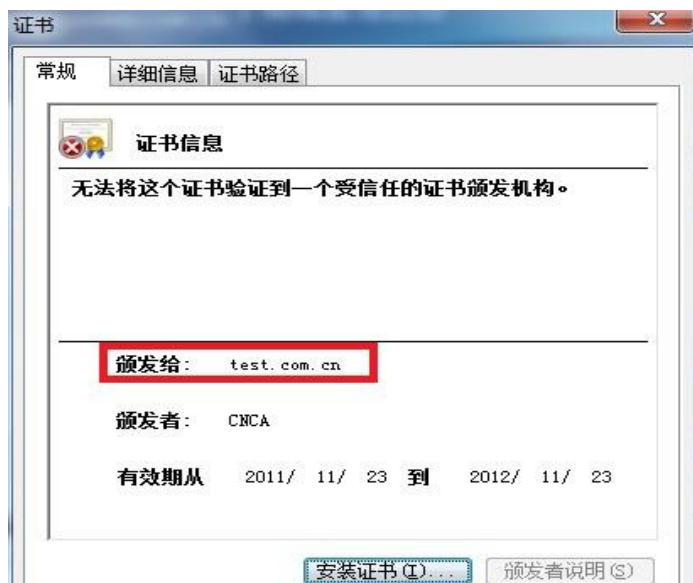 证书
常规 详细信息 证书路径
证书信息
无法将这个证书验证到一个受信任的证书颁发机构。
颁发给: test.com.cn
颁发者: CNCA
有效期从 2011/ 11/ 23 到 2012/ 11/ 23
安装证书(I)... 颁发者说明(S)